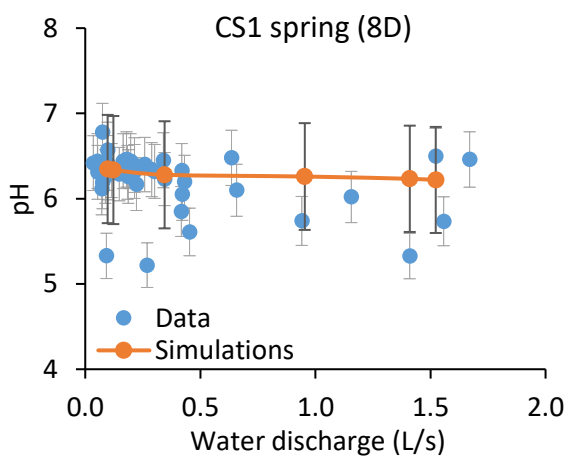 CS1 spring (8D)
8
7
6
5
4
pH
Data
Simulations
0.0 0.5 1.0 1.5 2.0
Water discharge (L/s)